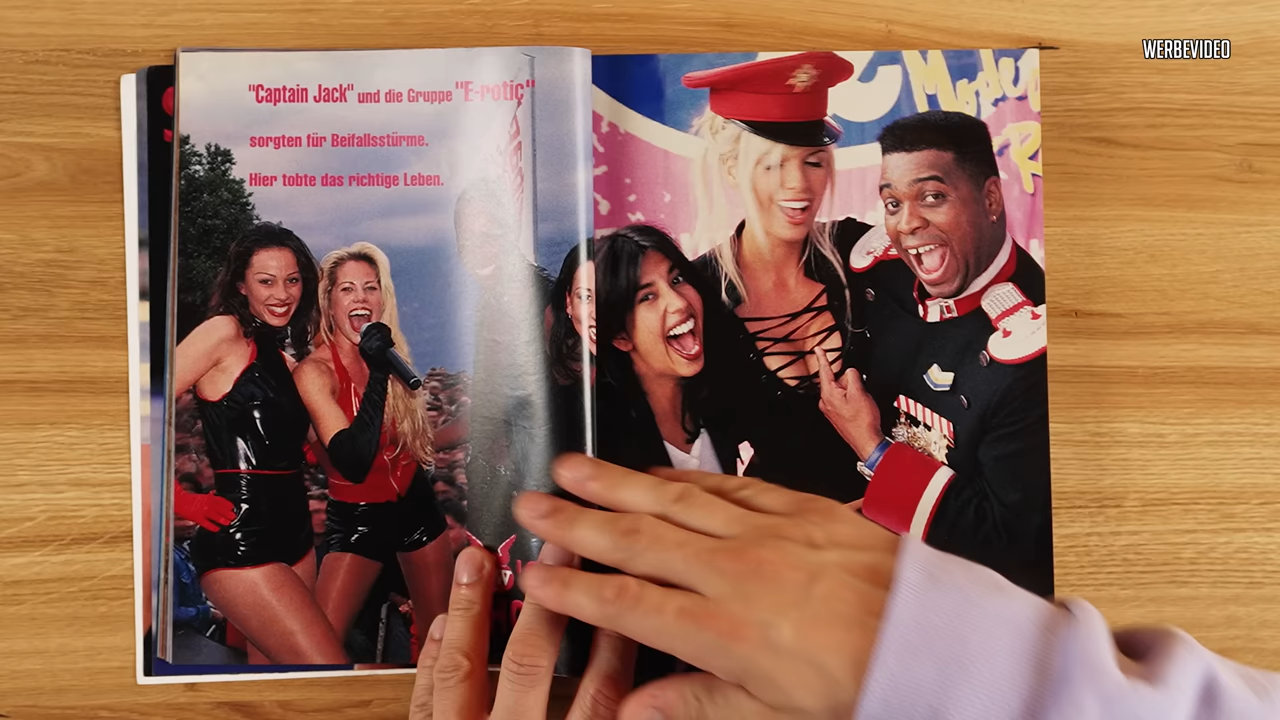 WERBEVIDEO
"Captain Jack" und die Gruppe "E-rotic"
sorgten für Beifallsstürme.
Hier tobte das richtige Leben.